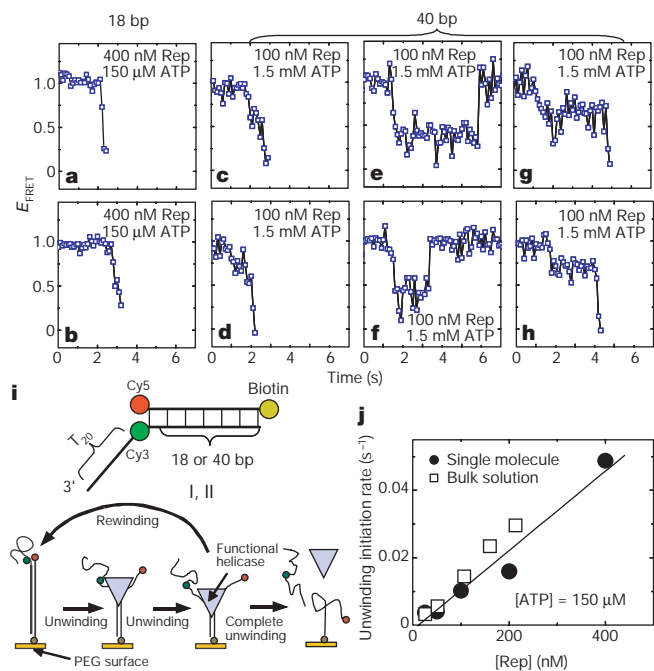 18 bp
40 bp
400 nM Rep
150 μM ATP
100 nM Rep
1.5 mM ATP
100 nM Rep
1.5 mM ATP
100 nM Rep
1.5 mM ATP
1.0
0.5
0
a
c
e
g
E_FRET
400 nM Rep
150 μM ATP
100 nM Rep
1.5 mM ATP
100 nM Rep
1.5 mM ATP
100 nM Rep
1.5 mM ATP
1.0
0.5
0
b
d
f
h
0 2 4 6
0 2 4 6
0 2 4 6
0 2 4 6
Time (s)
i
Cy5
Biotin
T20
Cy3
18 or 40 bp
3'
I, II
Rewinding
Functional
helicase
Unwinding
Unwinding
Complete
unwinding
PEG surface
j
Single molecule
Bulk solution
Unwinding initiation rate (s⁻¹)
0.04
0.02
0
[ATP] = 150 μM
0 200 400
[Rep] (nM)